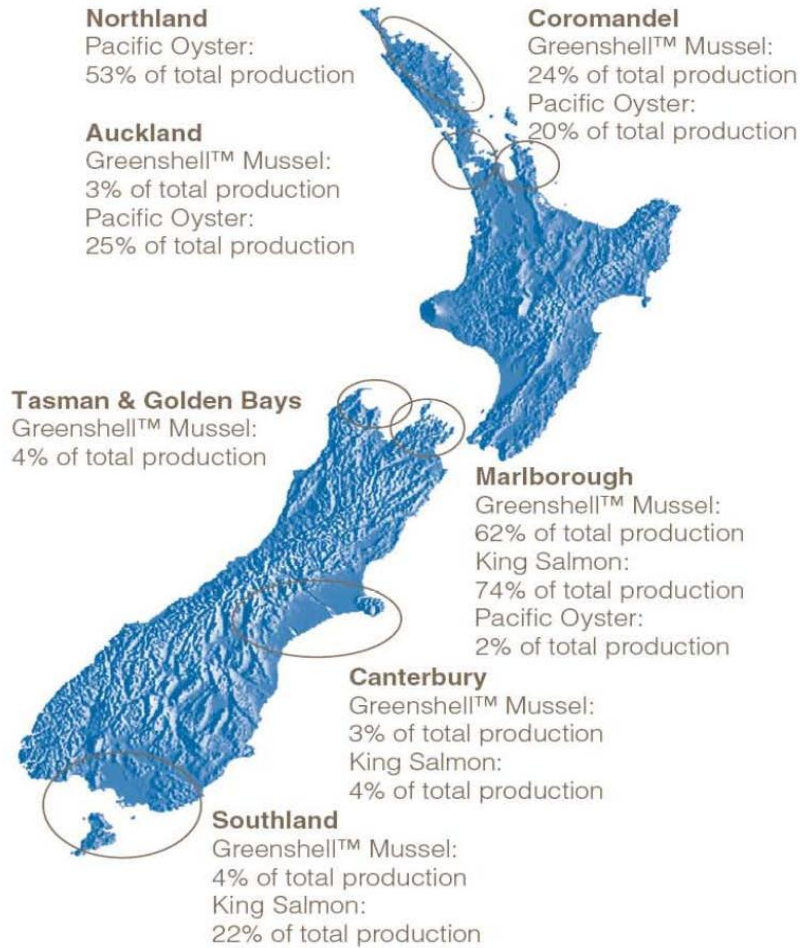 Northland
Pacific Oyster:
53% of total production
Coromandel
Greenshell™ Mussel:
24% of total production
Pacific Oyster:
20% of total production
Auckland
Greenshell™ Mussel:
3% of total production
Pacific Oyster:
25% of total production
Tasman & Golden Bays
Greenshell™ Mussel:
4% of total production
Marlborough
Greenshell™ Mussel:
62% of total production
King Salmon:
74% of total production
Pacific Oyster:
2% of total production
Canterbury
Greenshell™ Mussel:
3% of total production
King Salmon:
4% of total production
Southland
Greenshell™ Mussel:
4% of total production
King Salmon:
22% of total production